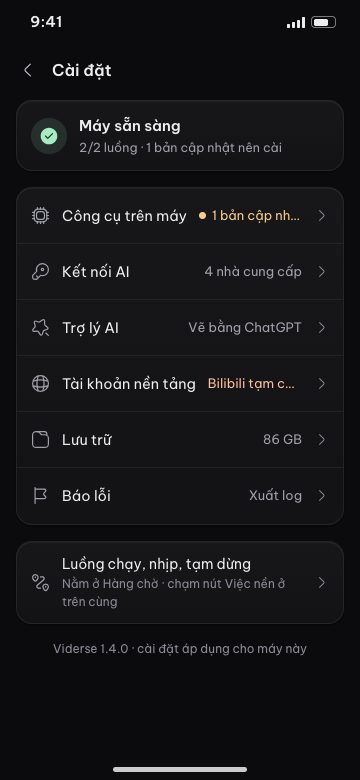 9:41
Cài đặt
Máy sẵn sàng
2/2 luồng · 1 bản cập nhật nên cài
Công cụ trên máy 1 bản cập nh...
Kết nối AI 4 nhà cung cấp
Trợ lý AI Vẽ bằng ChatGPT
Tài khoản nền tảng Bilibili tạm c...
Lưu trữ 86 GB
Báo lỗi Xuất log
Luồng chạy, nhịp, tạm dừng
Nằm ở Hàng chờ · chạm nút Việc nền ở
trên cùng
Viderse 1.4.0 · cài đặt áp dụng cho máy này